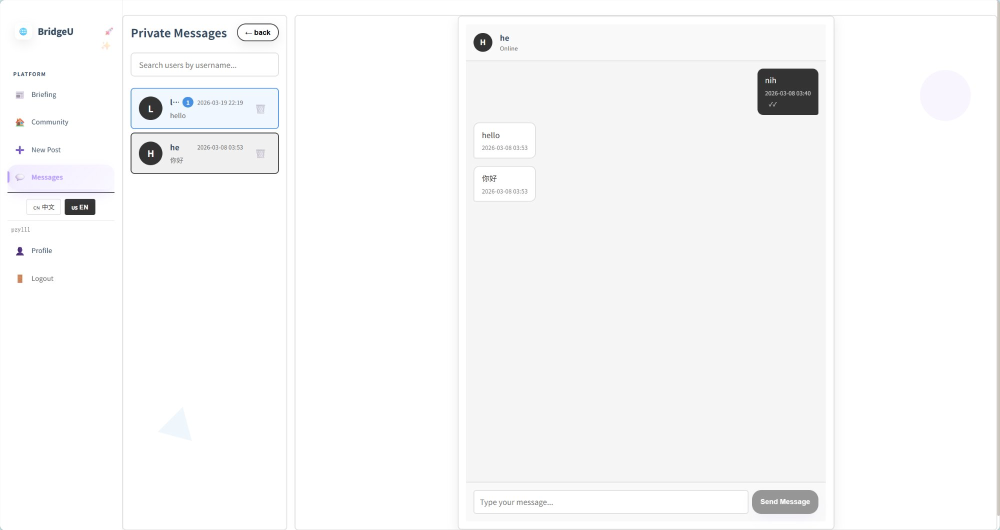 BridgeU
PLATFORM
Briefing
Community
New Post
Messages
CN 中文
US EN
pzylll
Profile
Logout
Private Messages
← back
Search users by username...
L
l··· 1 2026-03-19 22:19
hello
H
he 2026-03-08 03:53
你好
H
he
Online
nih
2026-03-08 03:40
✓✓
hello
2026-03-08 03:53
你好
2026-03-08 03:53
Type your message...
Send Message